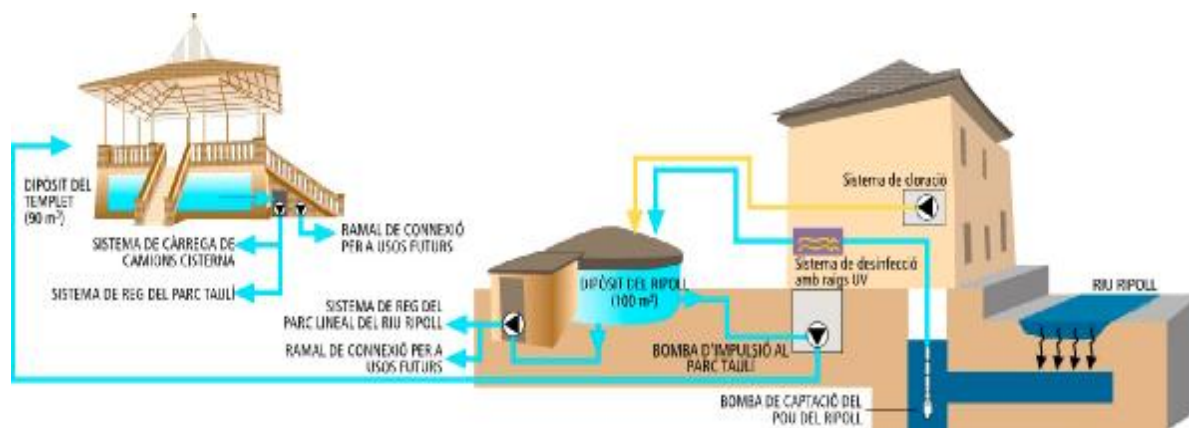 DIPÒSIT DEL
TEMPLET
(90 m³)
SISTEMA DE CÀRREGA DE
CAMIONS CISTERNA
SISTEMA DE REG DEL PARC TAULÍ
RAMAL DE CONNEXIÓ
PER A USOS FUTURS
SISTEMA DE REG DEL
PARC LINEAL DEL RIU RIPOLL
RAMAL DE CONNEXIÓ PER A
USOS FUTURS
DIPÒSIT DEL RIPOLL
(100 m³)
BOMBA D'IMPULSIÓ AL
PARC TAULÍ
Sistema de cloració
Sistema de desinfecció
amb raigs UV
RIU RIPOLL
BOMBA DE CAPTACIÓ DEL
POU DEL RIPOLL